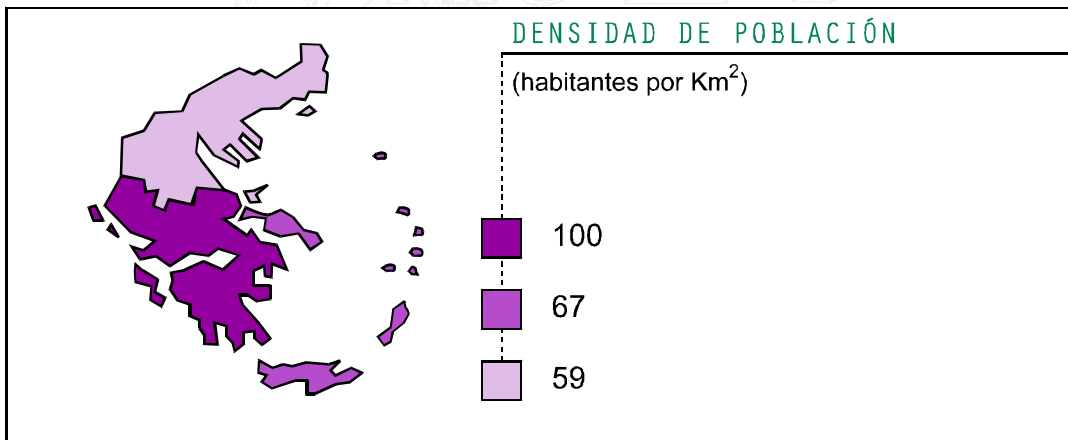 DENSIDAD DE POBLACIÓN
(habitantes por Km²)
100
67
59